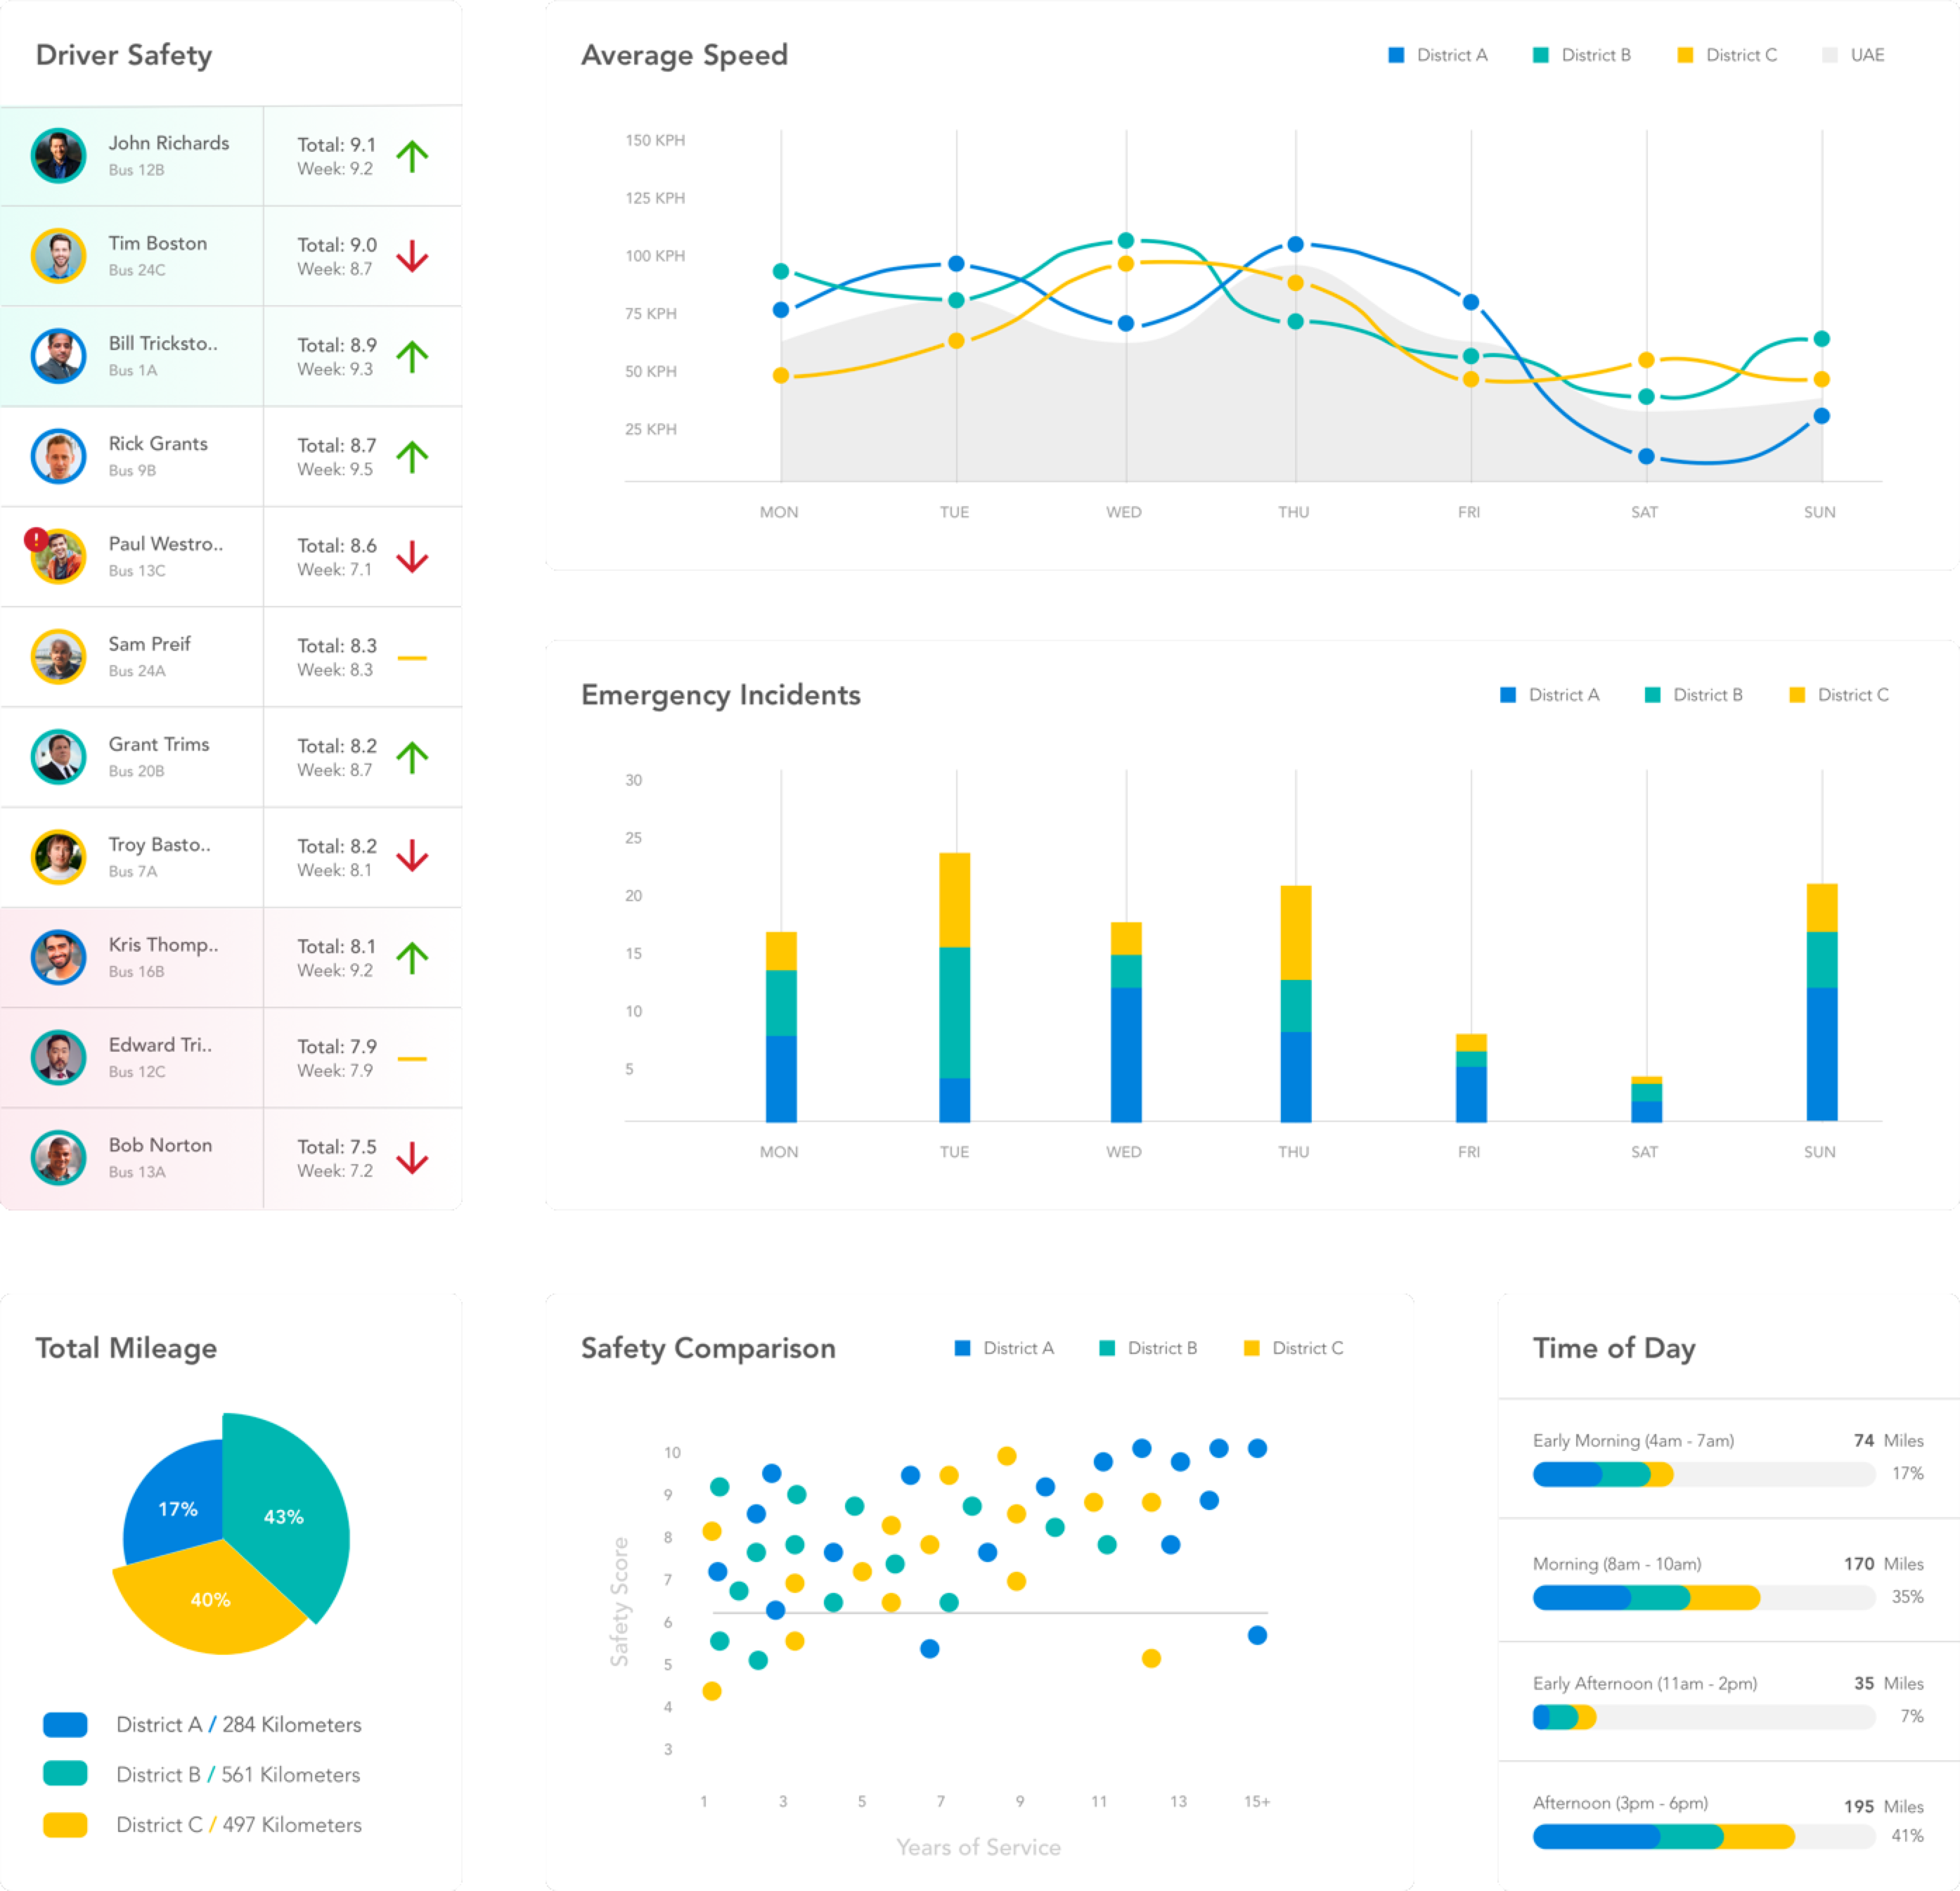 Driver Safety
John Richards
Bus 12B
Total: 9.1
Week: 9.2
Tim Boston
Bus 24C
Total: 9.0
Week: 8.7
Bill Tricksto..
Bus 1A
Total: 8.9
Week: 9.3
Rick Grants
Bus 9B
Total: 8.7
Week: 9.5
!
Paul Westro..
Bus 13C
Total: 8.6
Week: 7.1
Sam Preif
Bus 24A
Total: 8.3
Week: 8.3
Grant Trims
Bus 20B
Total: 8.2
Week: 8.7
Troy Basto..
Bus 7A
Total: 8.2
Week: 8.1
Kris Thomp..
Bus 16B
Total: 8.1
Week: 9.2
Edward Tri..
Bus 12C
Total: 7.9
Week: 7.9
Bob Norton
Bus 13A
Total: 7.5
Week: 7.2
Average Speed
District A District B District C UAE
150 KPH
125 KPH
100 KPH
75 KPH
50 KPH
25 KPH
MON TUE WED THU FRI SAT SUN
Emergency Incidents
District A District B District C
30
25
20
15
10
5
MON TUE WED THU FRI SAT SUN
Total Mileage
17%
43%
40%
District A / 284 Kilometers
District B / 561 Kilometers
District C / 497 Kilometers
Safety Comparison
District A District B District C
Safety Score
10
9
8
7
6
5
4
3
1 3 5 7 9 11 13 15+
Years of Service
Time of Day
Early Morning (4am - 7am) 74 Miles
17%
Morning (8am - 10am) 170 Miles
35%
Early Afternoon (11am - 2pm) 35 Miles
7%
Afternoon (3pm - 6pm) 195 Miles
41%